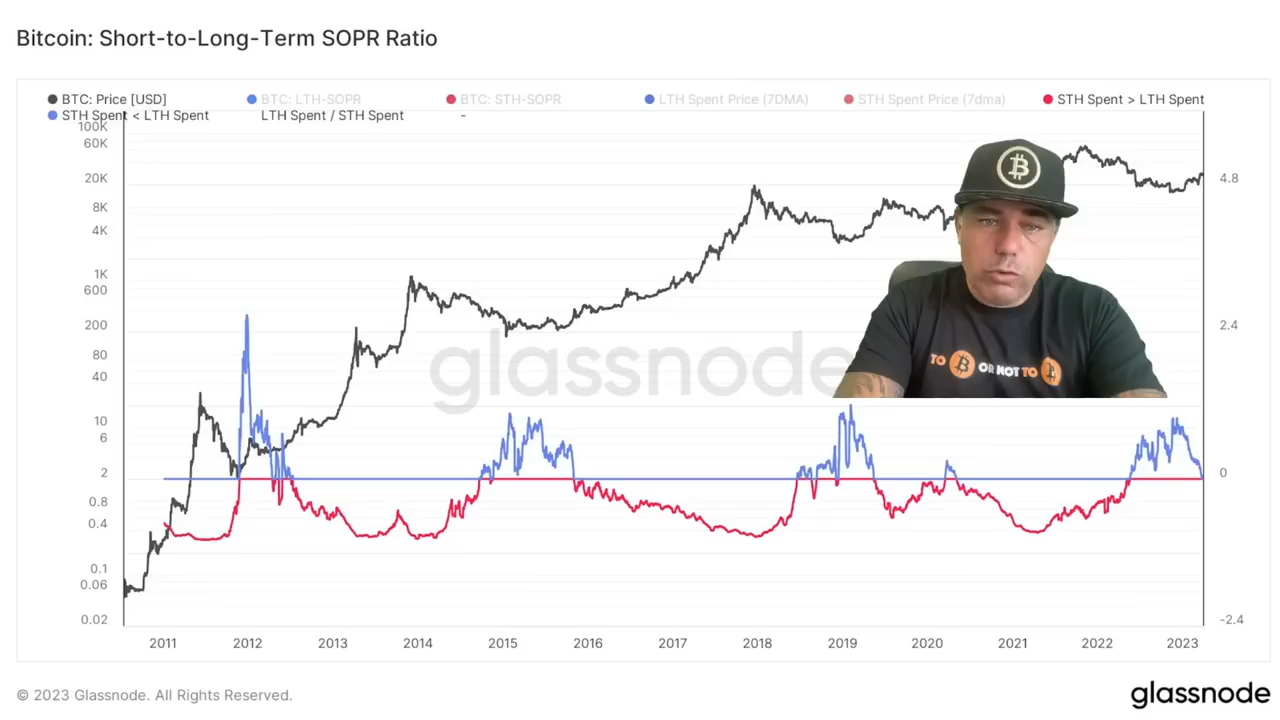 Bitcoin: Short-to-Long-Term SOPR Ratio
BTC: Price [USD] BTC: LTH-SOPR BTC: STH-SOPR LTH Spent Price (7DMA) STH Spent Price (7dma) STH Spent > LTH Spent
STH Spent < LTH Spent LTH Spent / STH Spent -
100K
60K
20K 4.8
8K
4K
1K
600
200 2.4
80
40
10
6
2 0
0.8
0.4
0.1
0.06
0.02 -2.4
glassnode
TO B OR NOT TO B
2011 2012 2013 2014 2015 2016 2017 2018 2019 2020 2021 2022 2023
© 2023 Glassnode. All Rights Reserved.
glassnode